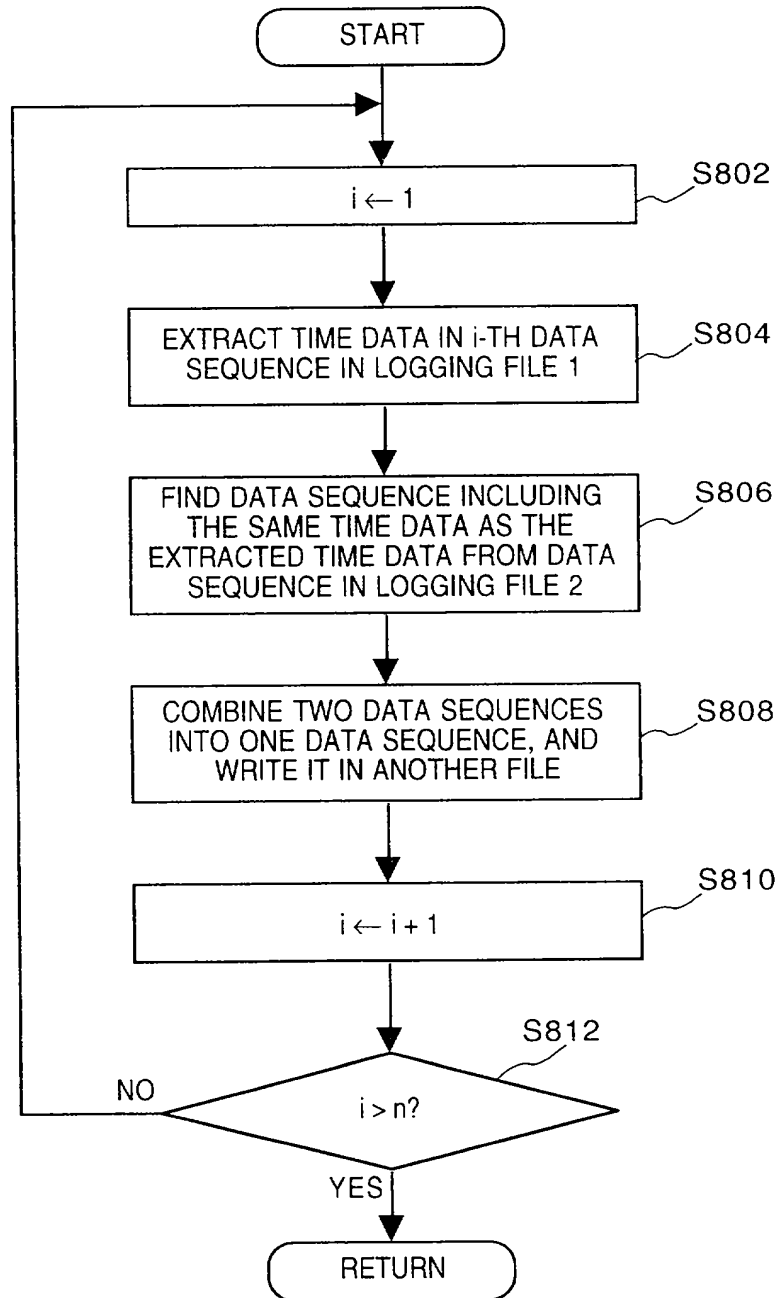 START
S802
i ← 1
S804
EXTRACT TIME DATA IN i-TH DATA
SEQUENCE IN LOGGING FILE 1
S806
FIND DATA SEQUENCE INCLUDING
THE SAME TIME DATA AS THE
EXTRACTED TIME DATA FROM DATA
SEQUENCE IN LOGGING FILE 2
S808
COMBINE TWO DATA SEQUENCES
INTO ONE DATA SEQUENCE, AND
WRITE IT IN ANOTHER FILE
S810
i ← i + 1
S812
NO
i > n?
YES
RETURN